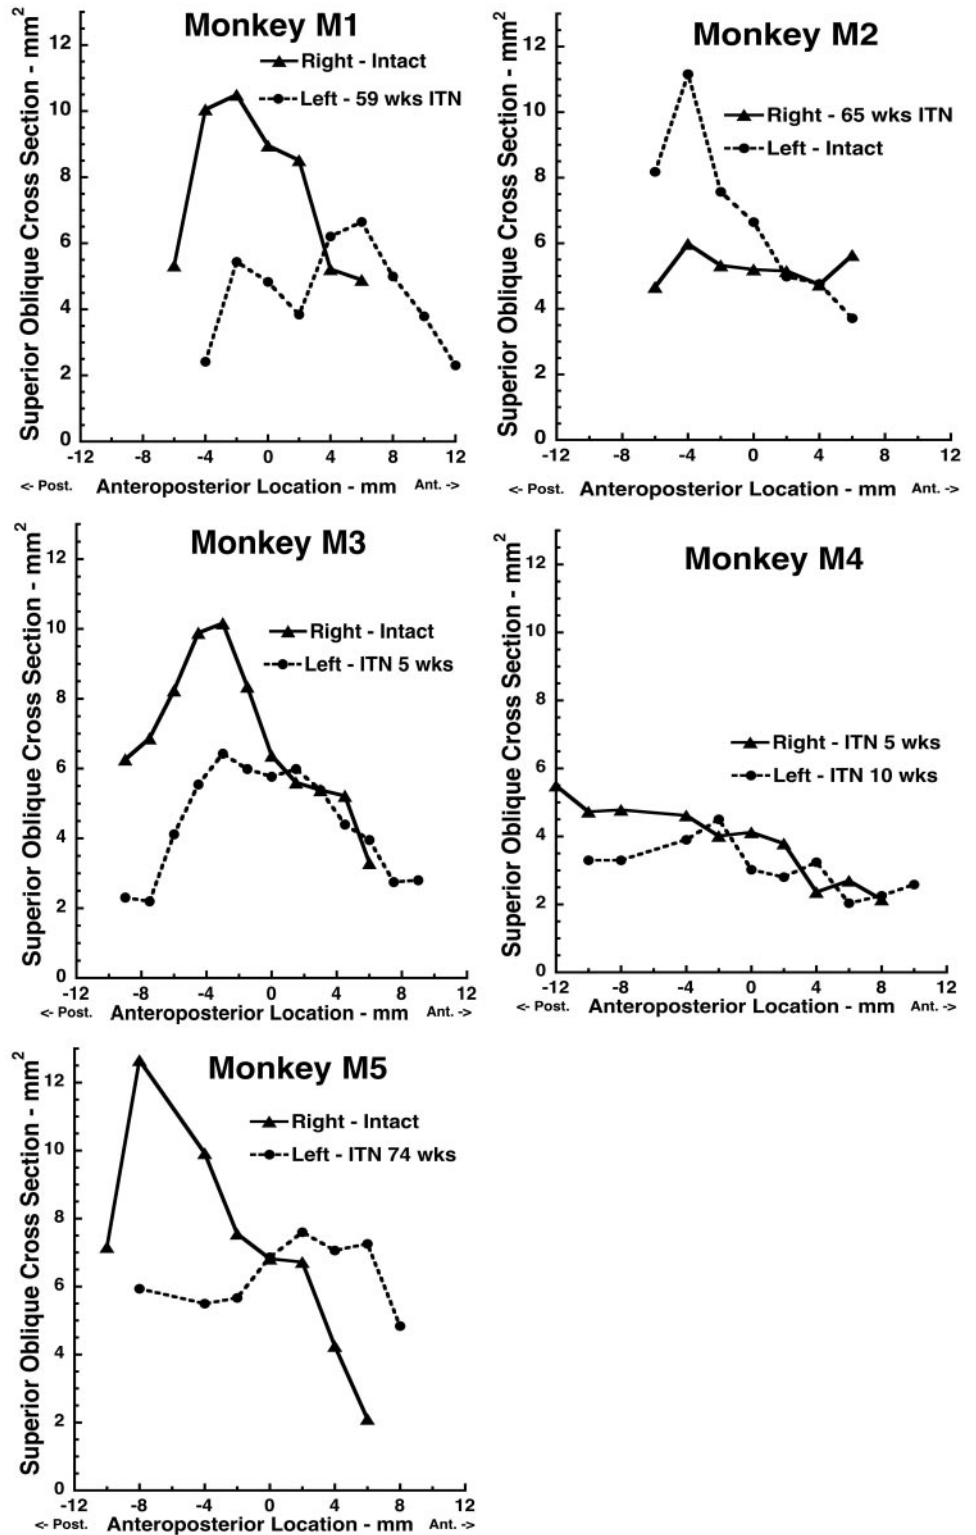 Monkey M1
Superior Oblique Cross Section - mm²
Right - Intact
Left - 59 wks ITN
12
10
8
6
4
2
0
-12 -8 -4 0 4 8 12
<- Post. Anteroposterior Location - mm Ant. ->
Monkey M2
Superior Oblique Cross Section - mm²
Right - 65 wks ITN
Left - Intact
12
10
8
6
4
2
0
-12 -8 -4 0 4 8 12
<- Post. Anteroposterior Location - mm Ant. ->
Monkey M3
Superior Oblique Cross Section - mm²
Right - Intact
Left - ITN 5 wks
12
10
8
6
4
2
0
-12 -8 -4 0 4 8 12
<- Post. Anteroposterior Location - mm Ant. ->
Monkey M4
Superior Oblique Cross Section - mm²
Right - ITN 5 wks
Left - ITN 10 wks
12
10
8
6
4
2
0
-12 -8 -4 0 4 8 12
<- Post. Anteroposterior Location - mm Ant. ->
Monkey M5
Superior Oblique Cross Section - mm²
Right - Intact
Left - ITN 74 wks
12
10
8
6
4
2
0
-12 -8 -4 0 4 8 12
<- Post. Anteroposterior Location - mm Ant. ->